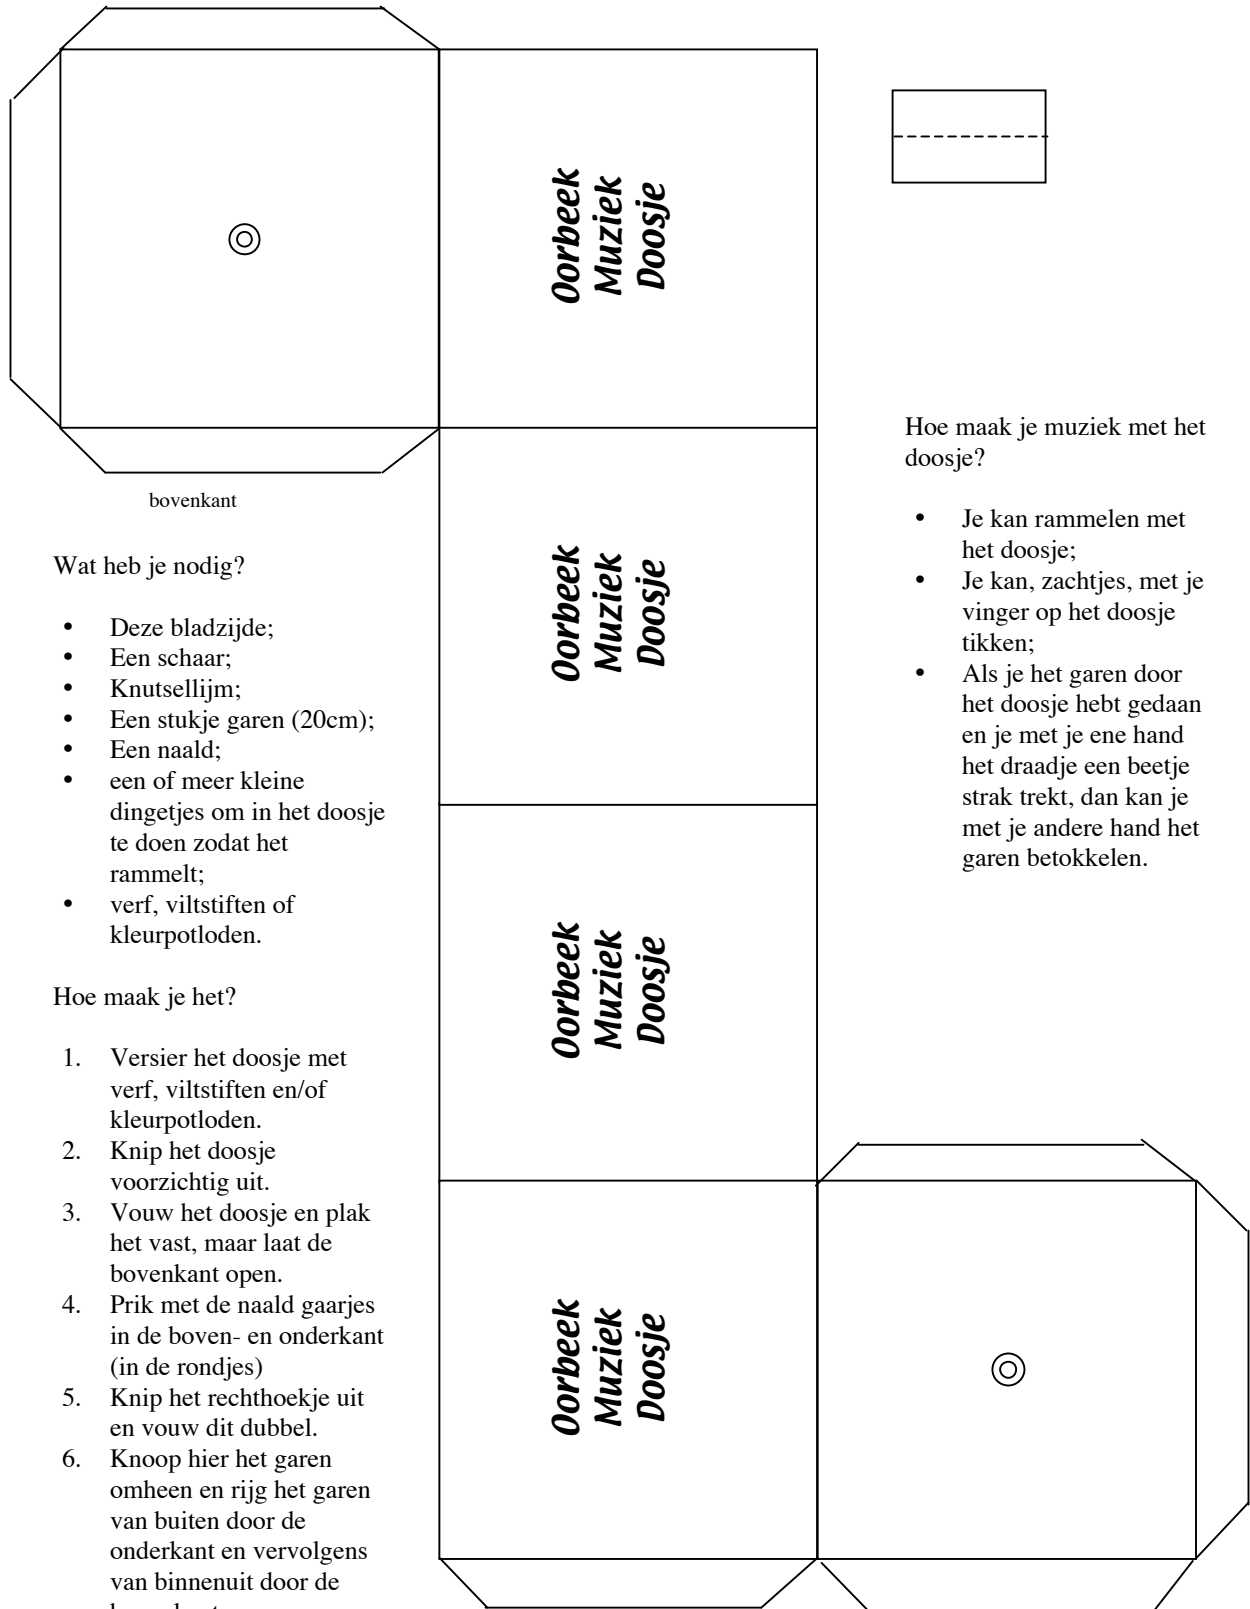 Oorbeek
Muziek
Doosje
bovenkant
Wat heb je nodig?
• Deze bladzijde;
• Een schaar;
• Knutsellijm;
• Een stukje garen (20cm);
• Een naald;
• een of meer kleine
dingetjes om in het doosje
te doen zodat het
rammelt;
• verf, viltstiften of
kleurpotloden.
Hoe maak je het?
1. Versier het doosje met
verf, viltstiften en/of
kleurpotloden.
2. Knip het doosje
voorzichtig uit.
3. Vouw het doosje en plak
het vast, maar laat de
bovenkant open.
4. Prik met de naald gaarjes
in de boven- en onderkant
(in de rondjes)
5. Knip het rechthoekje uit
en vouw dit dubbel.
6. Knoop hier het garen
omheen en rijg het garen
van buiten door de
onderkant en vervolgens
van binnenuit door de
Oorbeek
Muziek
Doosje
Oorbeek
Muziek
Doosje
Oorbeek
Muziek
Doosje
Hoe maak je muziek met het
doosje?
• Je kan rammelen met
het doosje;
• Je kan, zachtjes, met je
vinger op het doosje
tikken;
• Als je het garen door
het doosje hebt gedaan
en je met je ene hand
het draadje een beetje
strak trekt, dan kan je
met je andere hand het
garen betokkelen.